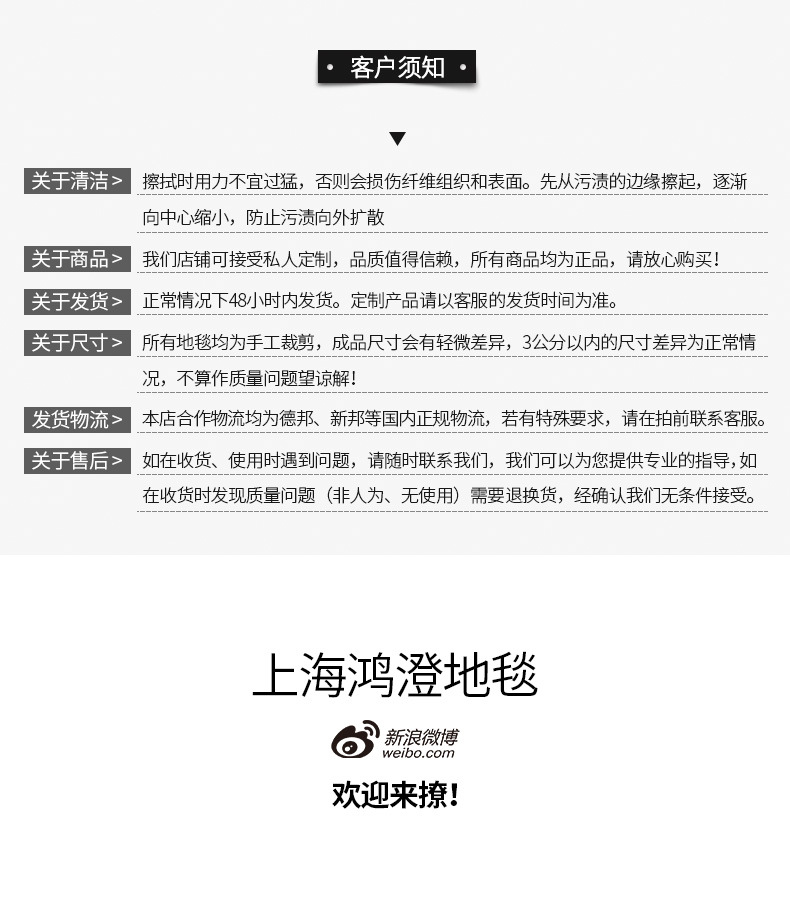 客户须知
关于清洁 > 擦拭时用力不宜过猛，否则会损伤纤维组织和表面。先从污渍的边缘擦起，逐渐
向中心缩小，防止污渍向外扩散
关于商品 > 我们店铺可接受私人定制，品质值得信赖，所有商品均为正品，请放心购买！
关于发货 > 正常情况下48小时内发货。定制产品请以客服的发货时间为准。
关于尺寸 > 所有地毯均为手工裁剪，成品尺寸会有轻微差异，3公分以内的尺寸差异为正常情
况，不算作质量问题望谅解！
发货物流 > 本店合作物流均为德邦、新邦等国内正规物流，若有特殊要求，请在拍前联系客服。
关于售后 > 如在收货、使用时遇到问题，请随时联系我们，我们可以为您提供专业的指导，如
在收货时发现质量问题（非人为、无使用）需要退换货，经确认我们无条件接受。
上海鸿澄地毯
新浪微博
weibo.com
欢迎来撩！